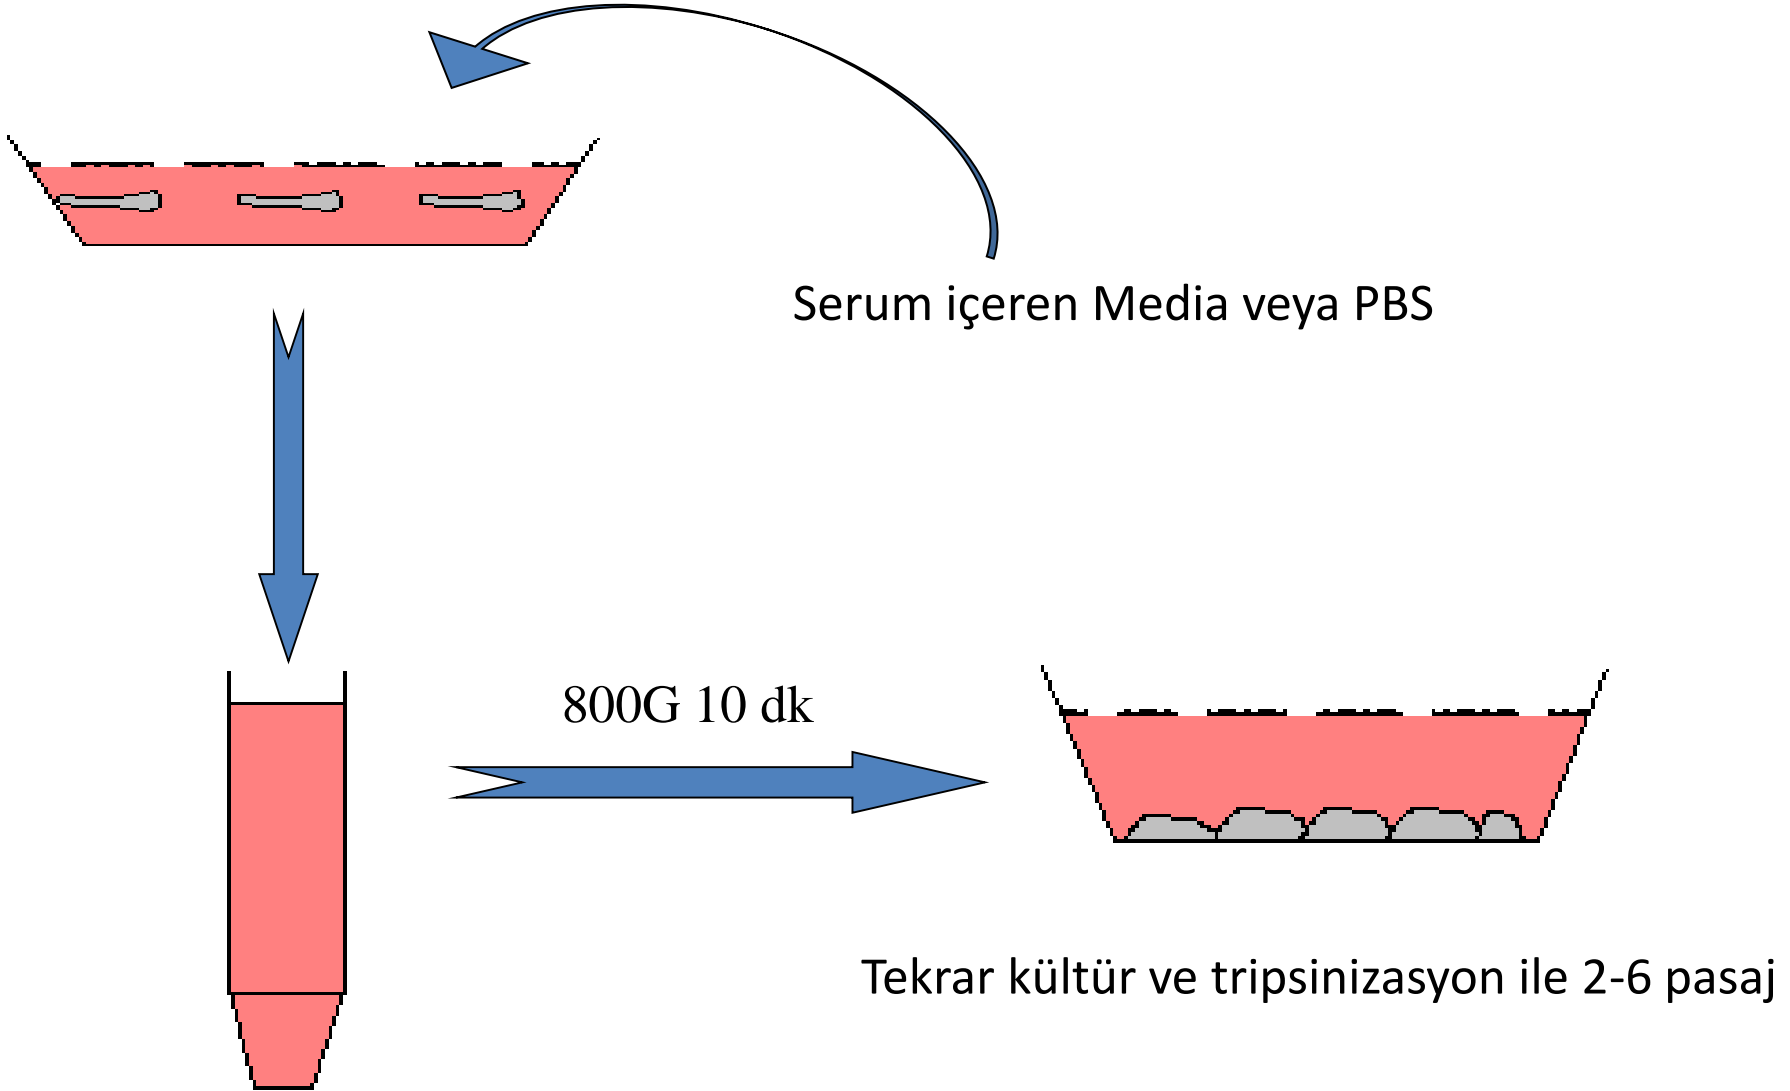 Serum içeren Media veya PBS
800G 10 dk
Tekrar kültür ve tripsinizasyon ile 2-6 pasaj